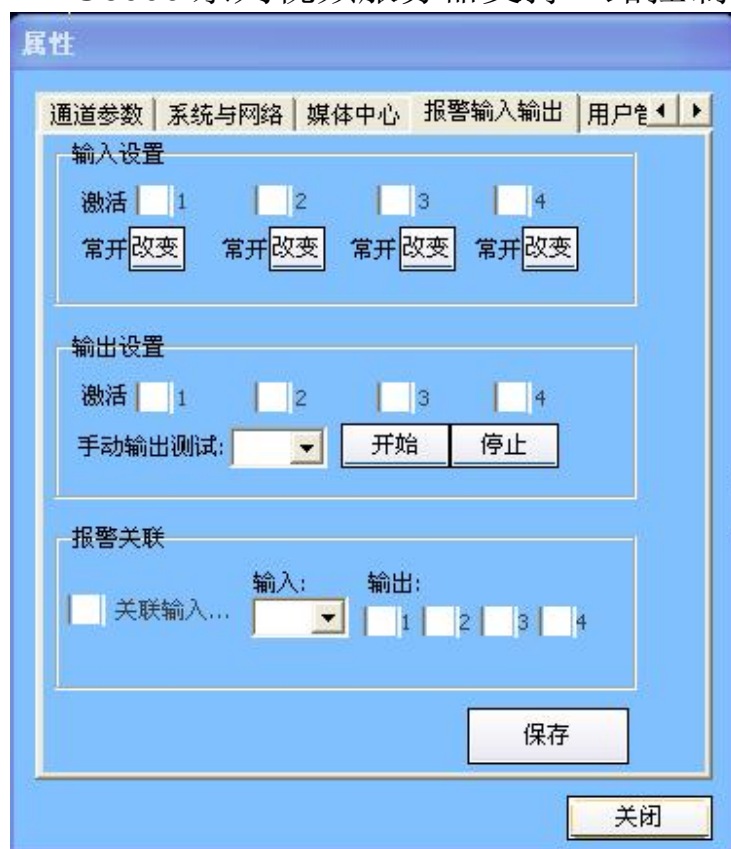 属性
通道参数 系统与网络 媒体中心 报警输入输出
输入设置
激活 1 2 3 4
常开 改变 常开 改变 常开 改变 常开 改变
输出设置
激活 1 2 3 4
手动输出测试: 开始 停止
报警关联
输入: 输出:
关联输入... 1 2 3 4
保存
关闭